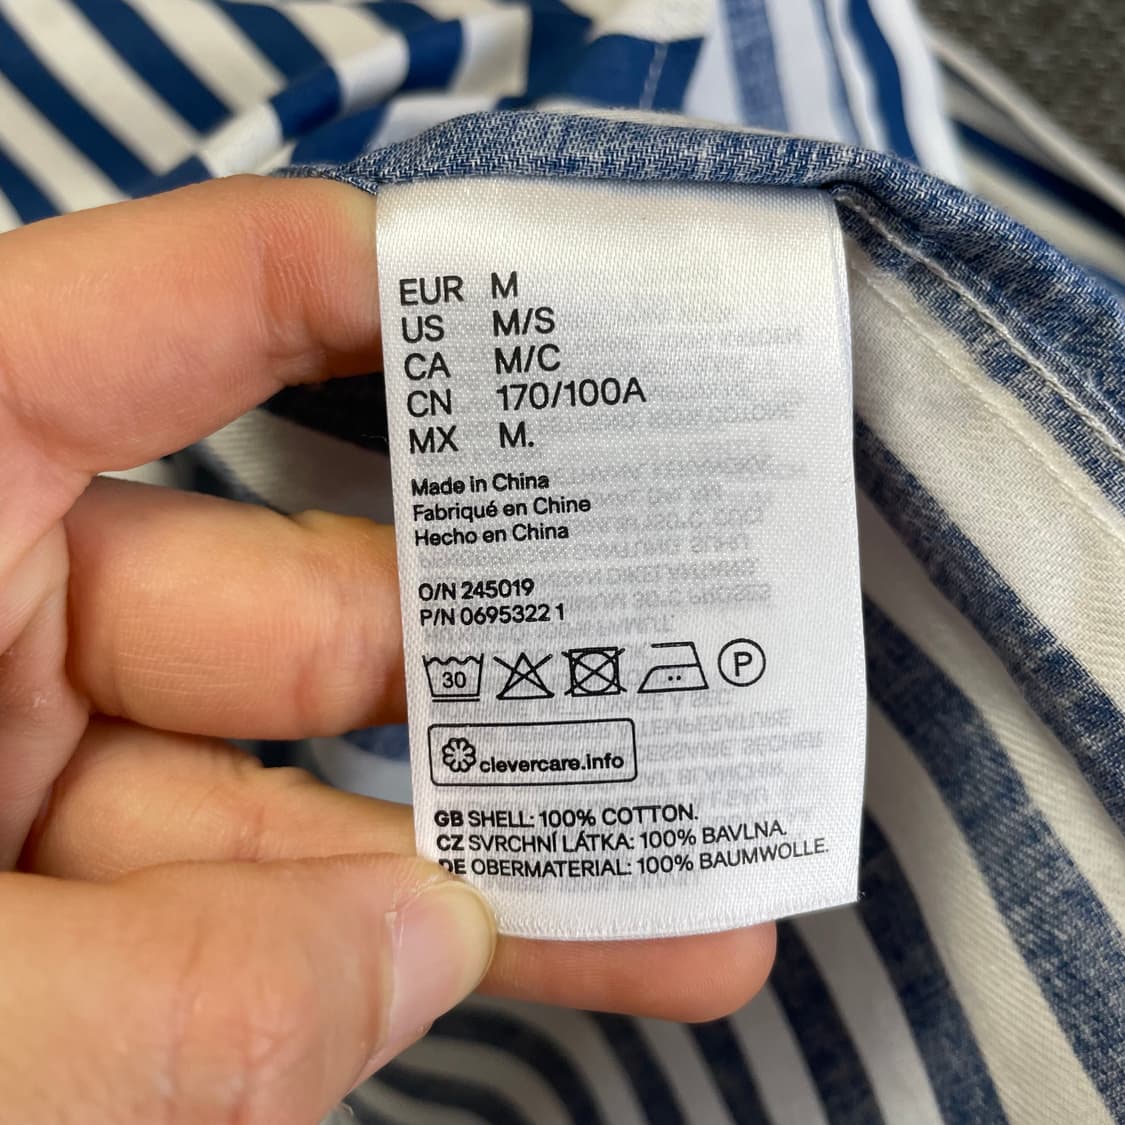 EUR M
US M/S
CA M/C
CN 170/100A
MX M.
Made in China
Fabriqué en Chine
Hecho en China
O/N 245019
P/N 0695322 1
30
P
clevercare.info
GB SHELL: 100% COTTON.
CZ SVRCHNÍ LÁTKA: 100% BAVLNA.
DE OBERMATERIAL: 100% BAUMWOLLE.